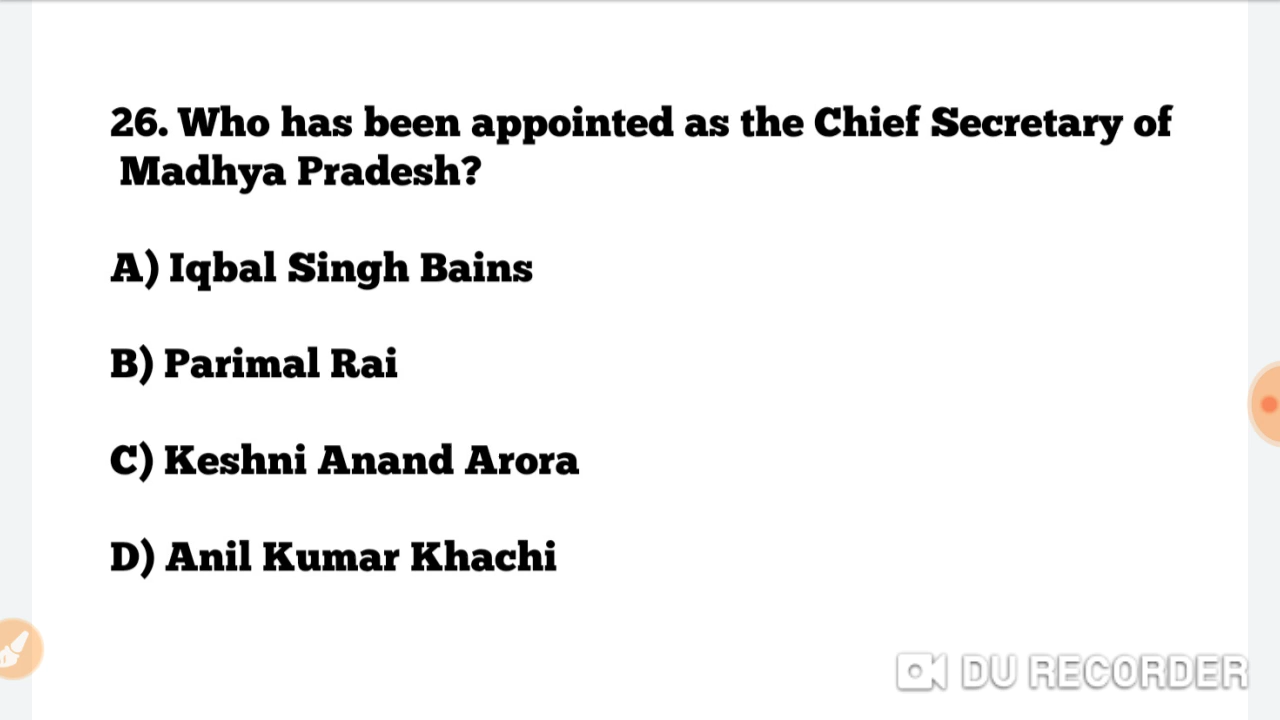 26. Who has been appointed as the Chief Secretary of
Madhya Pradesh?
A) Iqbal Singh Bains
B) Parimal Rai
C) Keshni Anand Arora
D) Anil Kumar Khachi
DU RECORDER